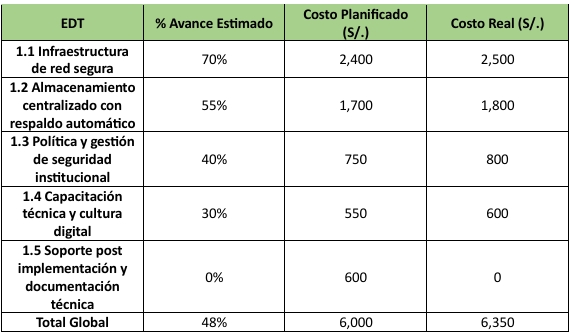 EDT % Avance Estimado Costo Planificado (S/.) Costo Real (S/.)
1.1 Infraestructura
de red segura
70% 2,400 2,500
1.2 Almacenamiento
centralizado con
respaldo automático
55% 1,700 1,800
1.3 Política y gestión
de seguridad
institucional
40% 750 800
1.4 Capacitación
técnica y cultura
digital
30% 550 600
1.5 Soporte post
implementación y
documentación
técnica
0% 600 0
Total Global 48% 6,000 6,350